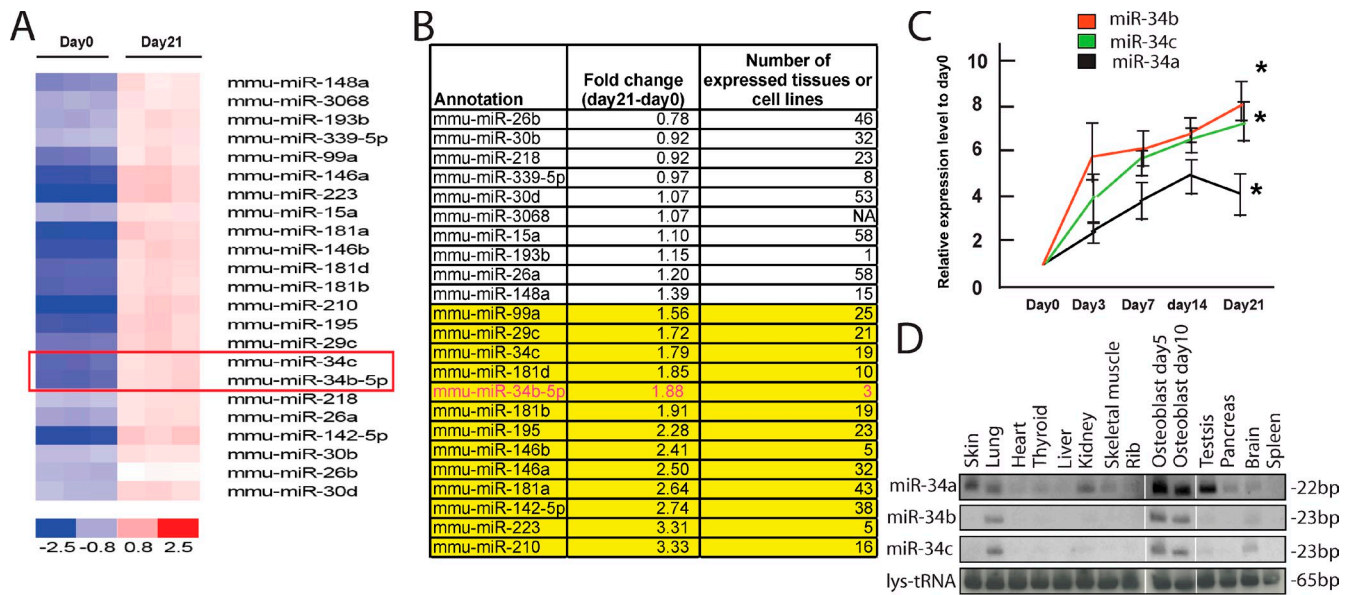 A
Day0 Day21
mmu-miR-148a
mmu-miR-3068
mmu-miR-193b
mmu-miR-339-5p
mmu-miR-99a
mmu-miR-146a
mmu-miR-223
mmu-miR-15a
mmu-miR-181a
mmu-miR-146b
mmu-miR-181d
mmu-miR-181b
mmu-miR-210
mmu-miR-195
mmu-miR-29c
mmu-miR-34c
mmu-miR-34b-5p
mmu-miR-218
mmu-miR-26a
mmu-miR-142-5p
mmu-miR-30b
mmu-miR-26b
mmu-miR-30d
-2.5 -0.8 0.8 2.5
B
Annotation Fold change (day21-day0) Number of expressed tissues or cell lines
mmu-miR-26b 0.78 46
mmu-miR-30b 0.92 32
mmu-miR-218 0.92 23
mmu-miR-339-5p 0.97 8
mmu-miR-30d 1.07 53
mmu-miR-3068 1.07 NA
mmu-miR-15a 1.10 58
mmu-miR-193b 1.15 1
mmu-miR-26a 1.20 58
mmu-miR-148a 1.39 15
mmu-miR-99a 1.56 25
mmu-miR-29c 1.72 21
mmu-miR-34c 1.79 19
mmu-miR-181d 1.85 10
mmu-miR-34b-5p 1.88 3
mmu-miR-181b 1.91 19
mmu-miR-195 2.28 23
mmu-miR-146b 2.41 5
mmu-miR-146a 2.50 32
mmu-miR-181a 2.64 43
mmu-miR-142-5p 2.74 38
mmu-miR-223 3.31 5
mmu-miR-210 3.33 16
C
miR-34b
miR-34c
miR-34a
Relative expression level to day0
10
8
6
4
2
0
*
*
*
Day0 Day3 Day7 day14 Day21
D
Skin
Lung
Heart
Thyroid
Liver
Kidney
Skeletal muscle
Rib
Osteoblast day5
Osteoblast day10
Testsis
Pancreas
Brain
Spleen
miR-34a -22bp
miR-34b -23bp
miR-34c -23bp
lys-tRNA -65bp